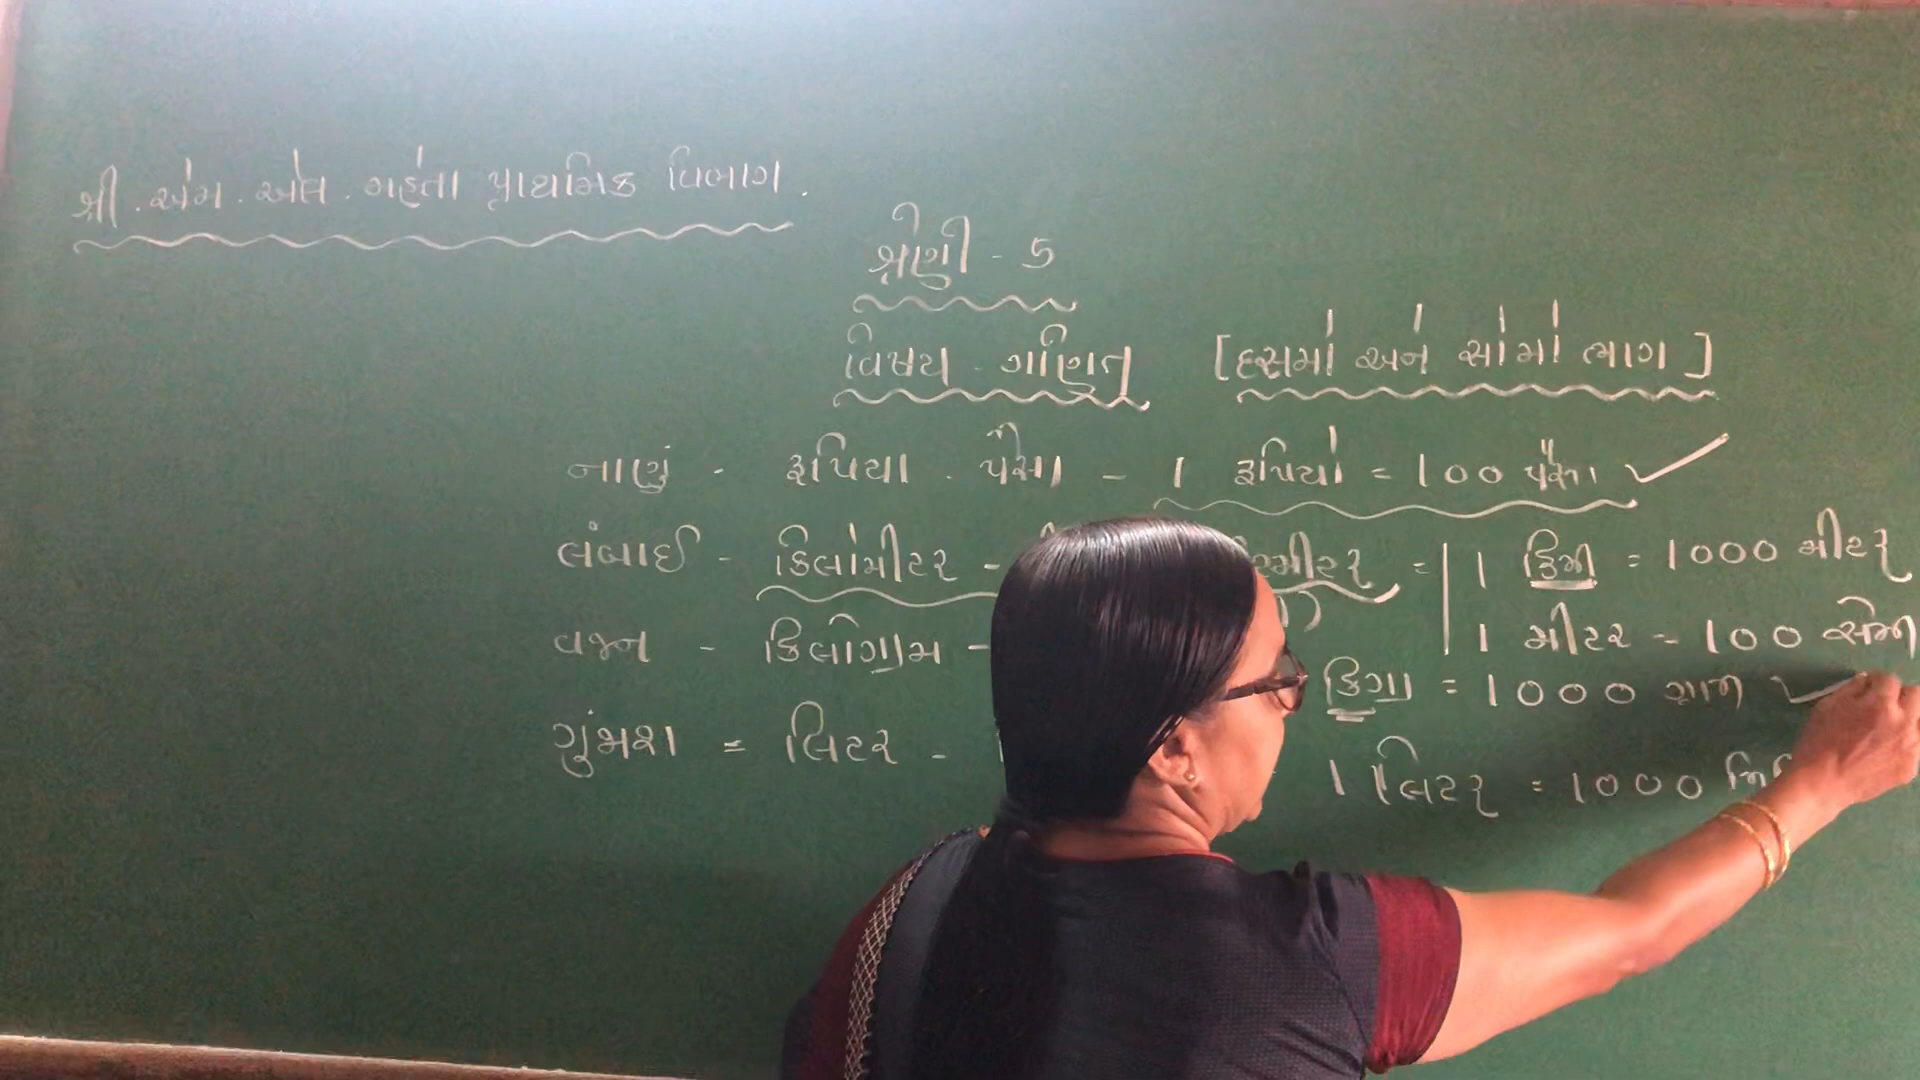 શ્રી. એમ. એલ. મહેતા પ્રાથમિક વિભાગ.
શ્રેણી - 5
વિષય - ગણિત [દસમો અને સોમો ભાગ]
નાણું - રૂપિયા - પૈસા - 1 રૂપિયો = 100 પૈસા
લંબાઈ - કિલોમીટર - = 1 કિમી = 1000 મીટર
1 મીટર = 100 સેમી
વજન - કિલોગ્રામ - કિગ્રા = 1000 ગ્રામ
ગુંજાશ = લિટર - 1 લિટર = 1000